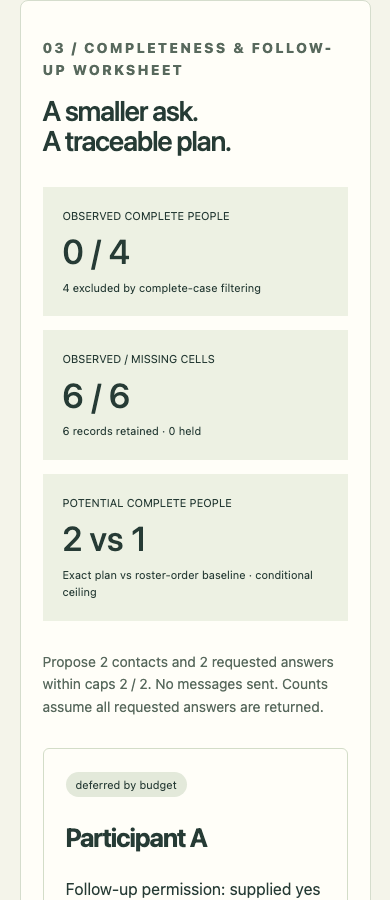 03 / COMPLETENESS & FOLLOW-
UP WORKSHEET
A smaller ask.
A traceable plan.
OBSERVED COMPLETE PEOPLE
0 / 4
4 excluded by complete-case filtering
OBSERVED / MISSING CELLS
6 / 6
6 records retained · 0 held
POTENTIAL COMPLETE PEOPLE
2 vs 1
Exact plan vs roster-order baseline · conditional
ceiling
Propose 2 contacts and 2 requested answers
within caps 2 / 2. No messages sent. Counts
assume all requested answers are returned.
deferred by budget
Participant A
Follow-up permission: supplied yes